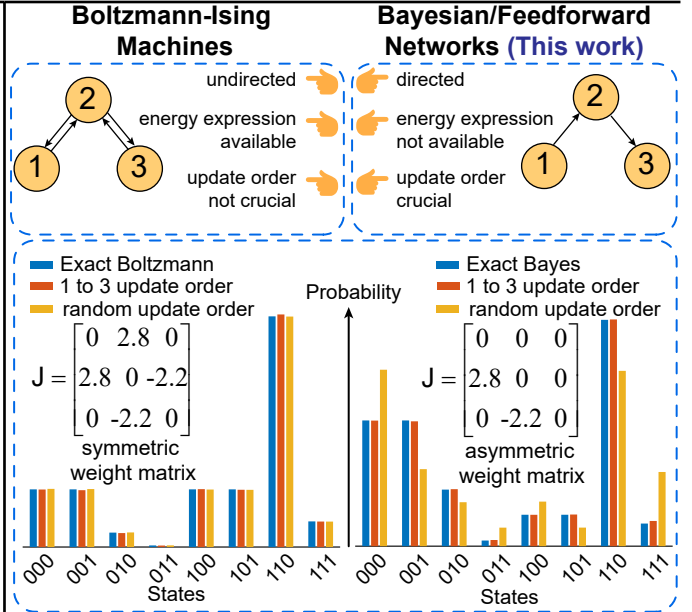 Boltzmann-Ising
Machines
Bayesian/Feedforward
Networks (This work)
undirected
energy expression
available
update order
not crucial
2
1
3
directed
energy expression
not available
update order
crucial
2
1
3
Exact Boltzmann
1 to 3 update order
random update order
J =
0 2.8 0
2.8 0 -2.2
0 -2.2 0
symmetric
weight matrix
Probability
Exact Bayes
1 to 3 update order
random update order
J =
0 0 0
2.8 0 0
0 -2.2 0
asymmetric
weight matrix
000 001 010 011 100 101 110 111
States
000 001 010 011 100 101 110 111
States